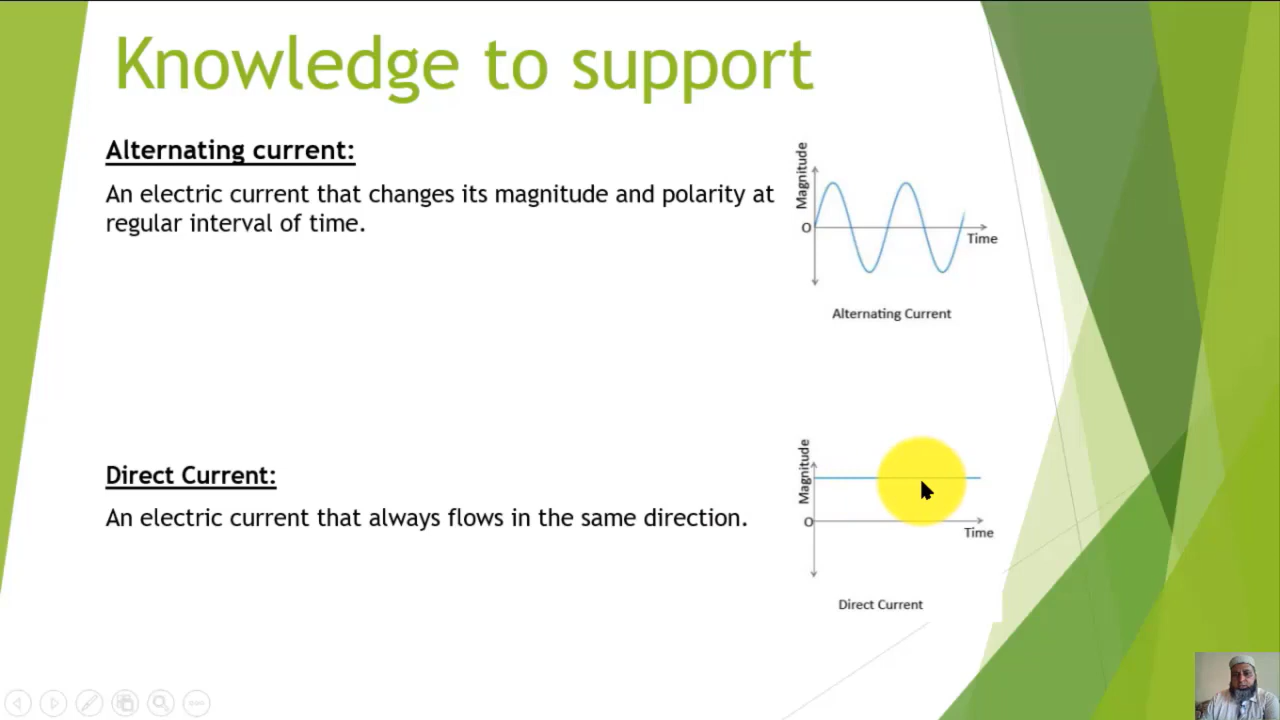 Knowledge to support
Alternating current:
An electric current that changes its magnitude and polarity at
regular interval of time.
Magnitude
O
Time
Alternating Current
Direct Current:
An electric current that always flows in the same direction.
Magnitude
O
Time
Direct Current